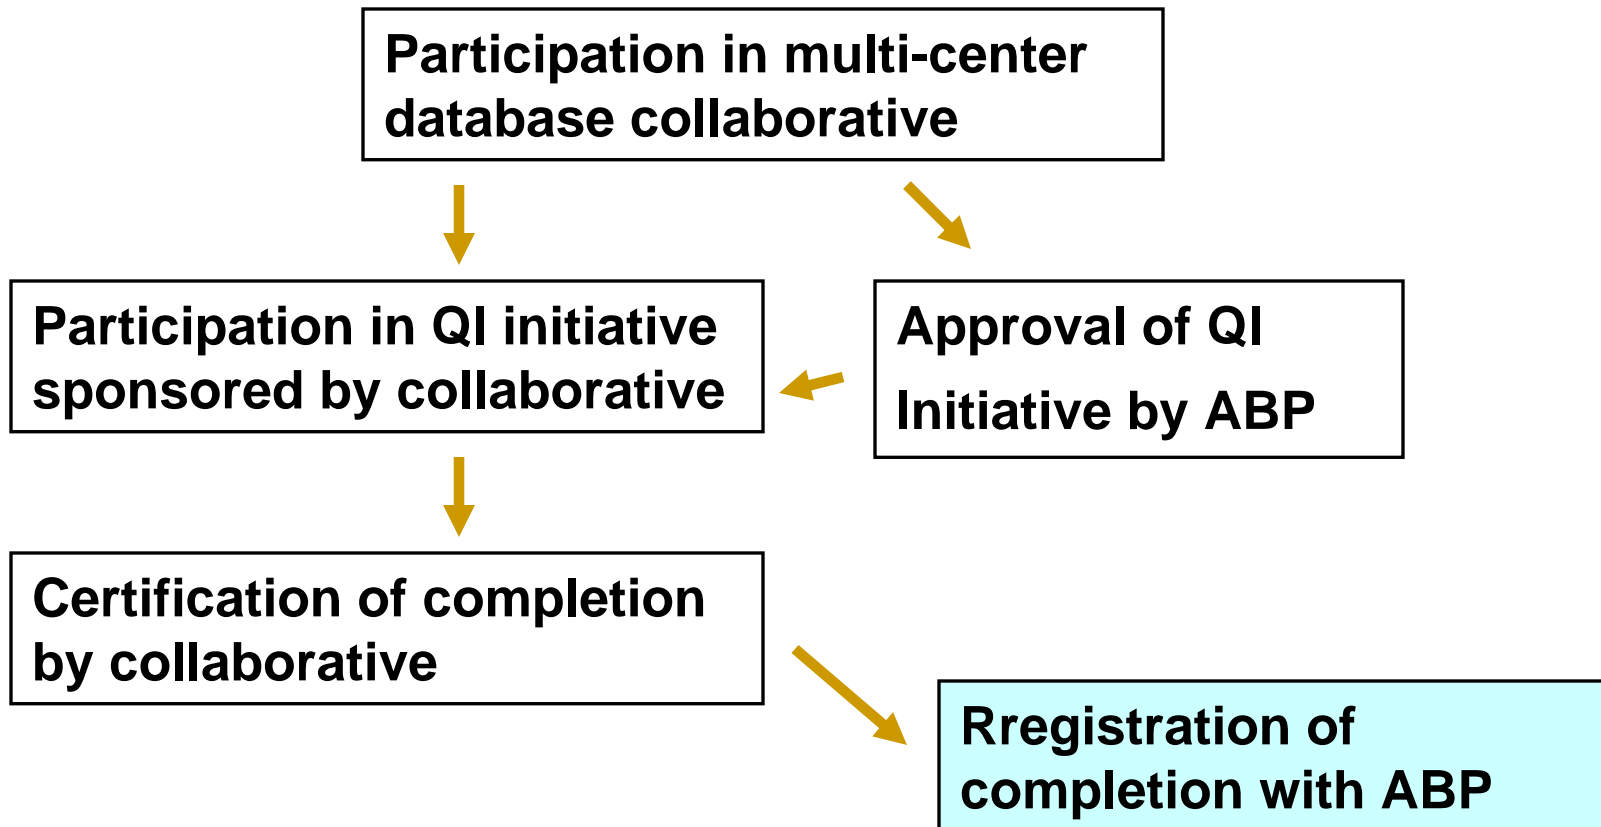 Participation in multi-center
database collaborative
Participation in QI initiative
sponsored by collaborative
Approval of QI
Initiative by ABP
Certification of completion
by collaborative
Rregistration of
completion with ABP